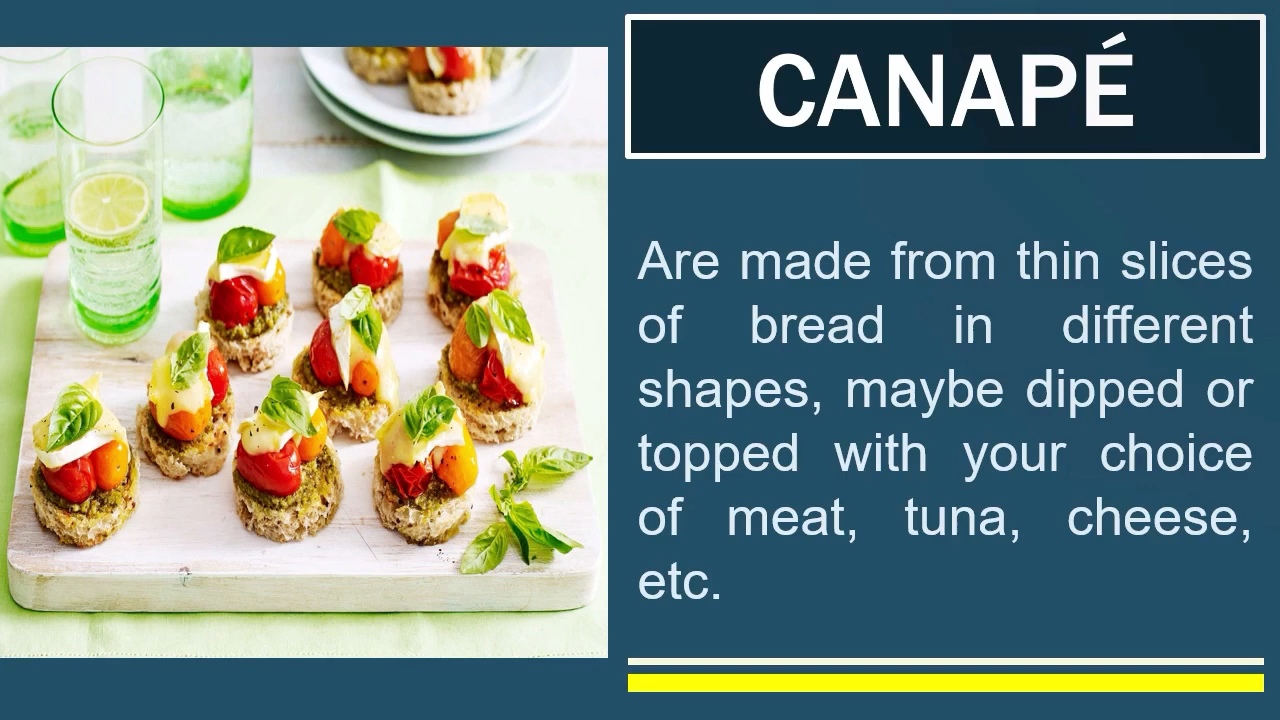 CANAPÉ
Are made from thin slices
of bread in different
shapes, maybe dipped or
topped with your choice
of meat, tuna, cheese,
etc.